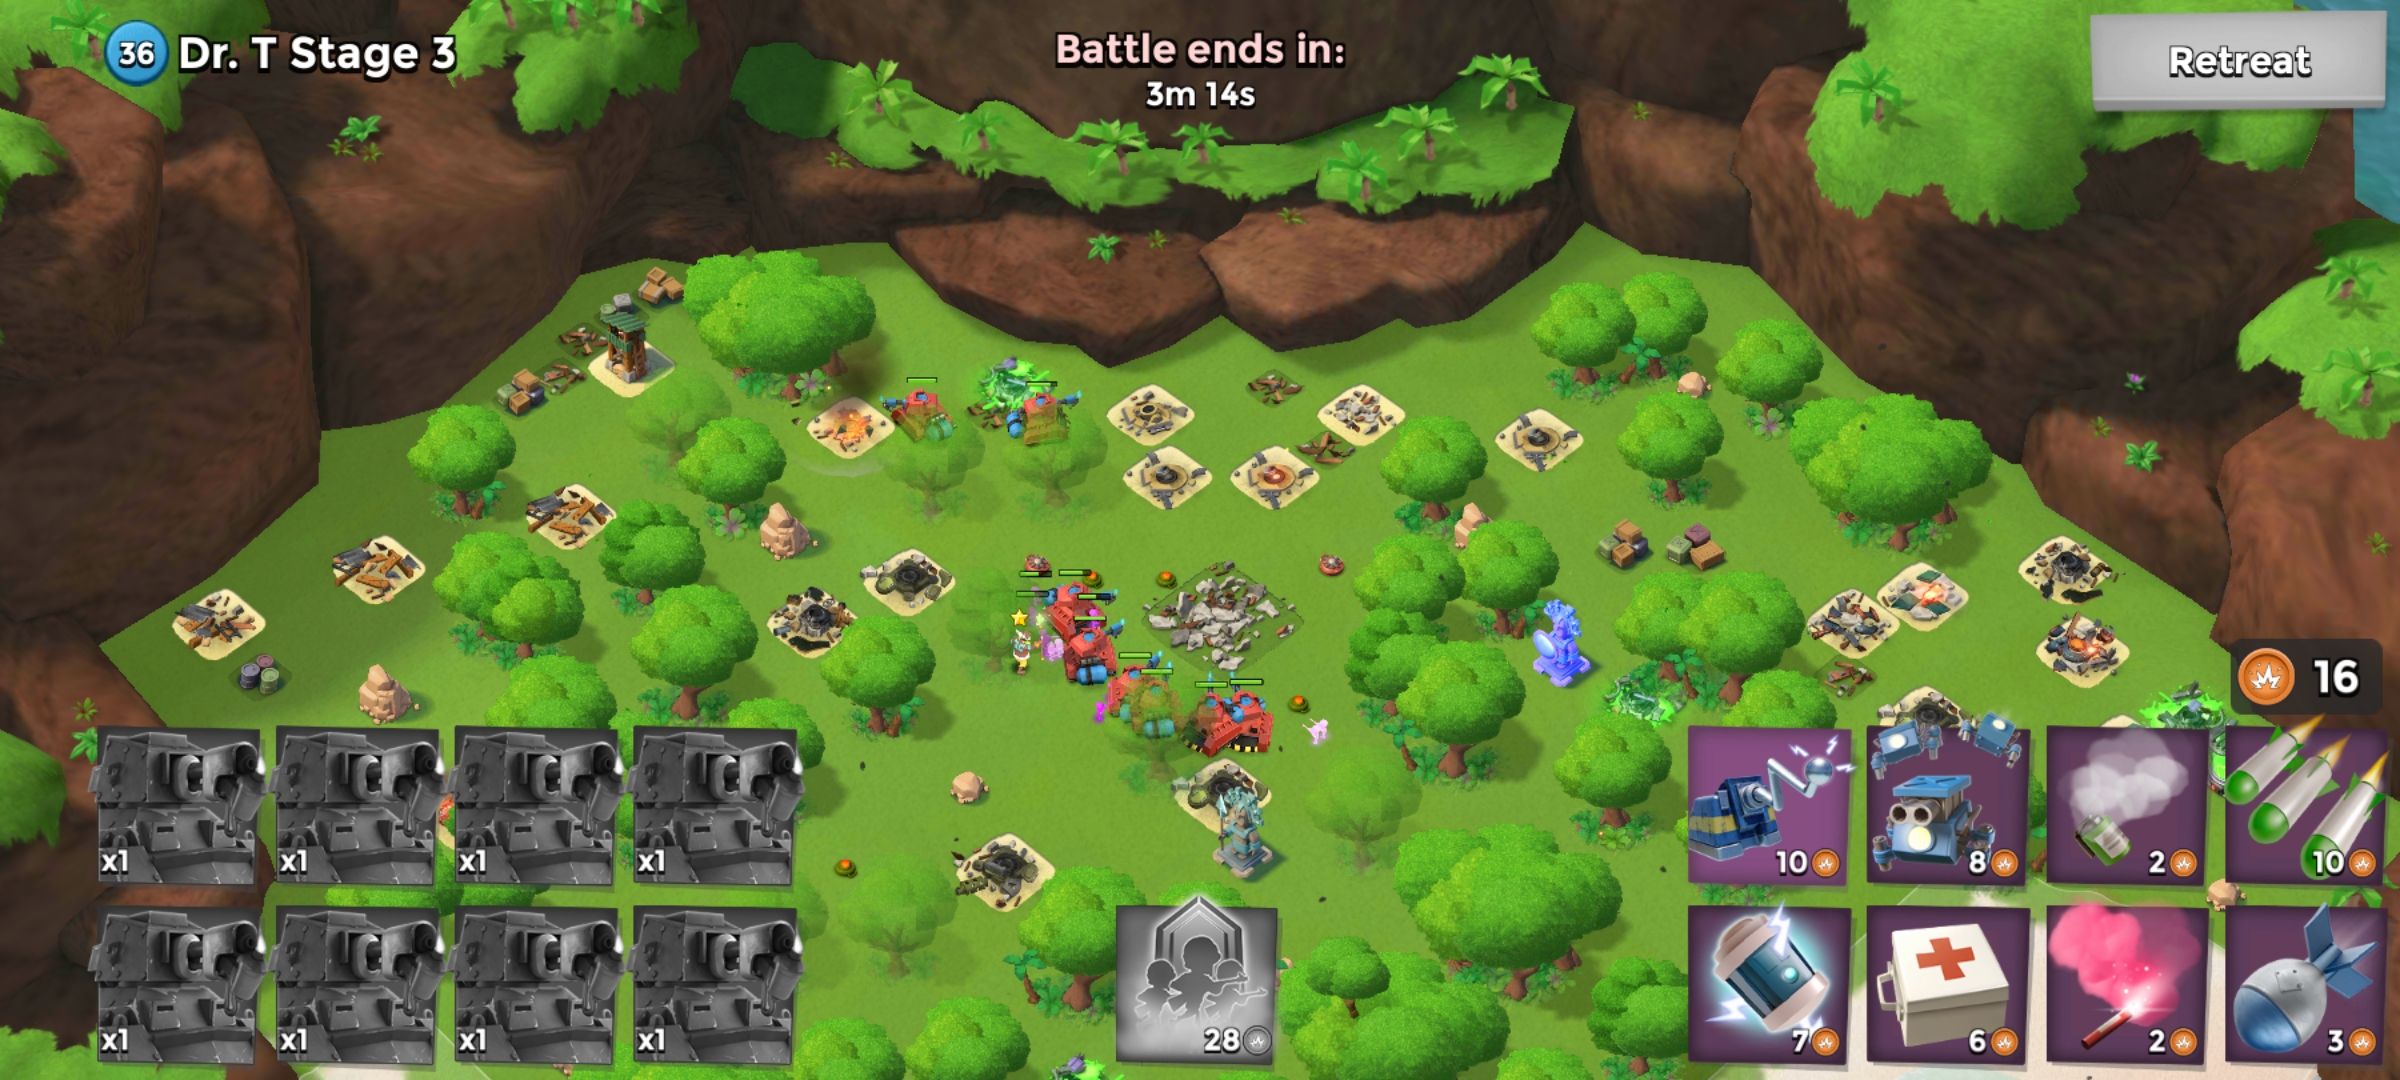 36 Dr. T Stage 3
Battle ends in:
3m 14s
Retreat
16
x1 x1 x1 x1
10 8 2 10
x1 x1 x1 x1
28
7 6 2 3